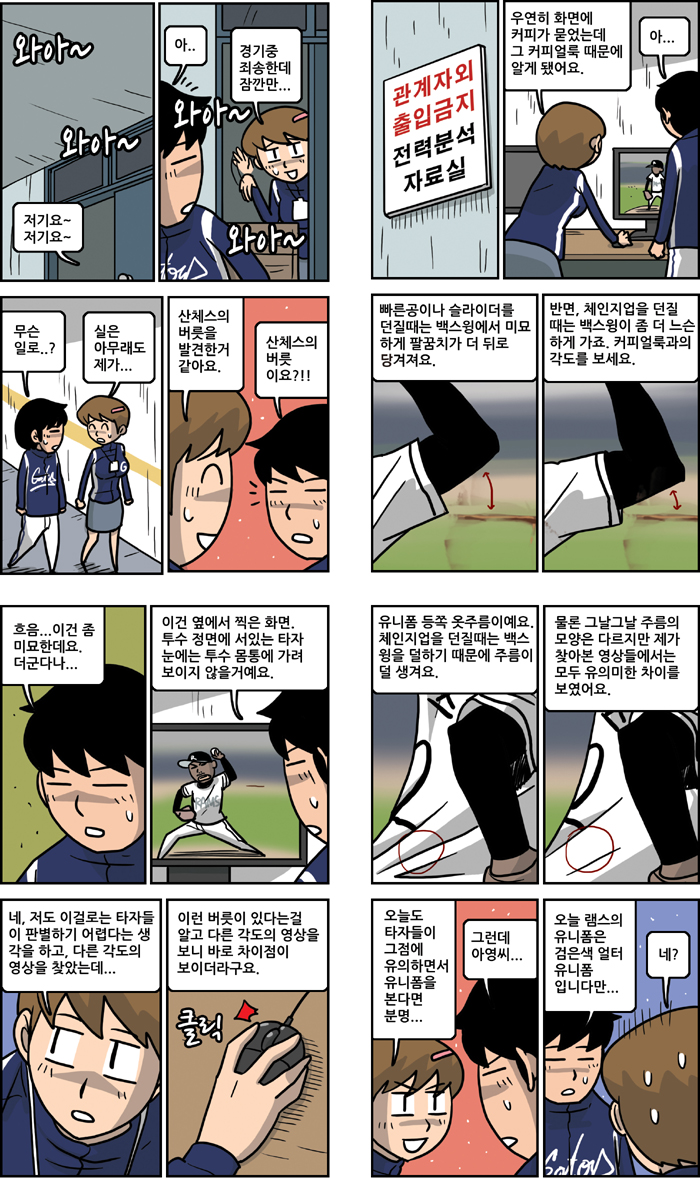 와아~
와아~
저기요~
저기요~
아..
경기중
죄송한데
잠깐만...
와아~
와아~
무슨
일로..?
실은
아무래도
제가...
산체스의
버릇을
발견한거
같아요.
산체스의
버릇
이요?!!
관계자외
출입금지
전력분석
자료실
우연히 화면에
커피가 묻었는데
그 커피얼룩 때문에
알게 됐어요.
아...
빠른공이나 슬라이더를
던질때는 백스윙에서 미묘
하게 팔꿈치가 더 뒤로
당겨져요.
반면, 체인지업을 던질
때는 백스윙이 좀 더 느슨
하게 가죠. 커피얼룩과의
각도를 보세요.
흐음...이건 좀
미묘한데요.
더군다나...
이건 옆에서 찍은 화면.
투수 정면에 서있는 타자
눈에는 투수 몸통에 가려
보이지 않을거예요.
네, 저도 이걸로는 타자들
이 판별하기 어렵다는 생
각을 하고, 다른 각도의
영상을 찾았는데...
이런 버릇이 있다는걸
알고 다른 각도의 영상을
보니 바로 차이점이
보이더라구요.
클릭
유니폼 등쪽 옷주름이예요.
체인지업을 던질때는 백스
윙을 덜하기 때문에 주름이
덜 생겨요.
물론 그날그날 주름의
모양은 다르지만 제가
찾아본 영상들에서는
모두 유의미한 차이를
보였어요.
오늘도
타자들이
그점에
유의하면서
유니폼을
본다면
분명...
그런데
아영씨...
오늘 램스의
유니폼은
검은색 얼터
유니폼
입니다만...
네?